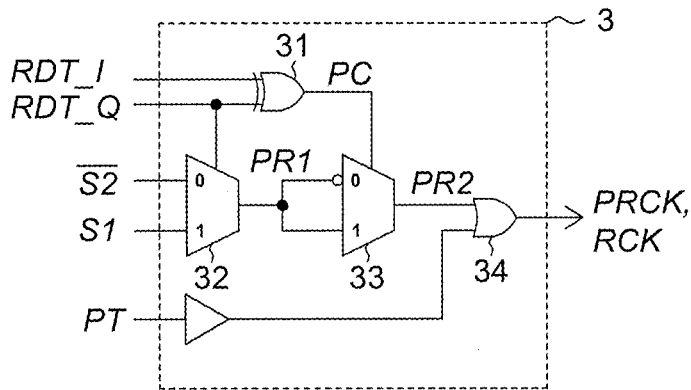 3
31
RDT_I
PC
RDT_Q
S2
0
PR1
0
PR2
PRCK,
S1
1
1
RCK
34
32
33
PT